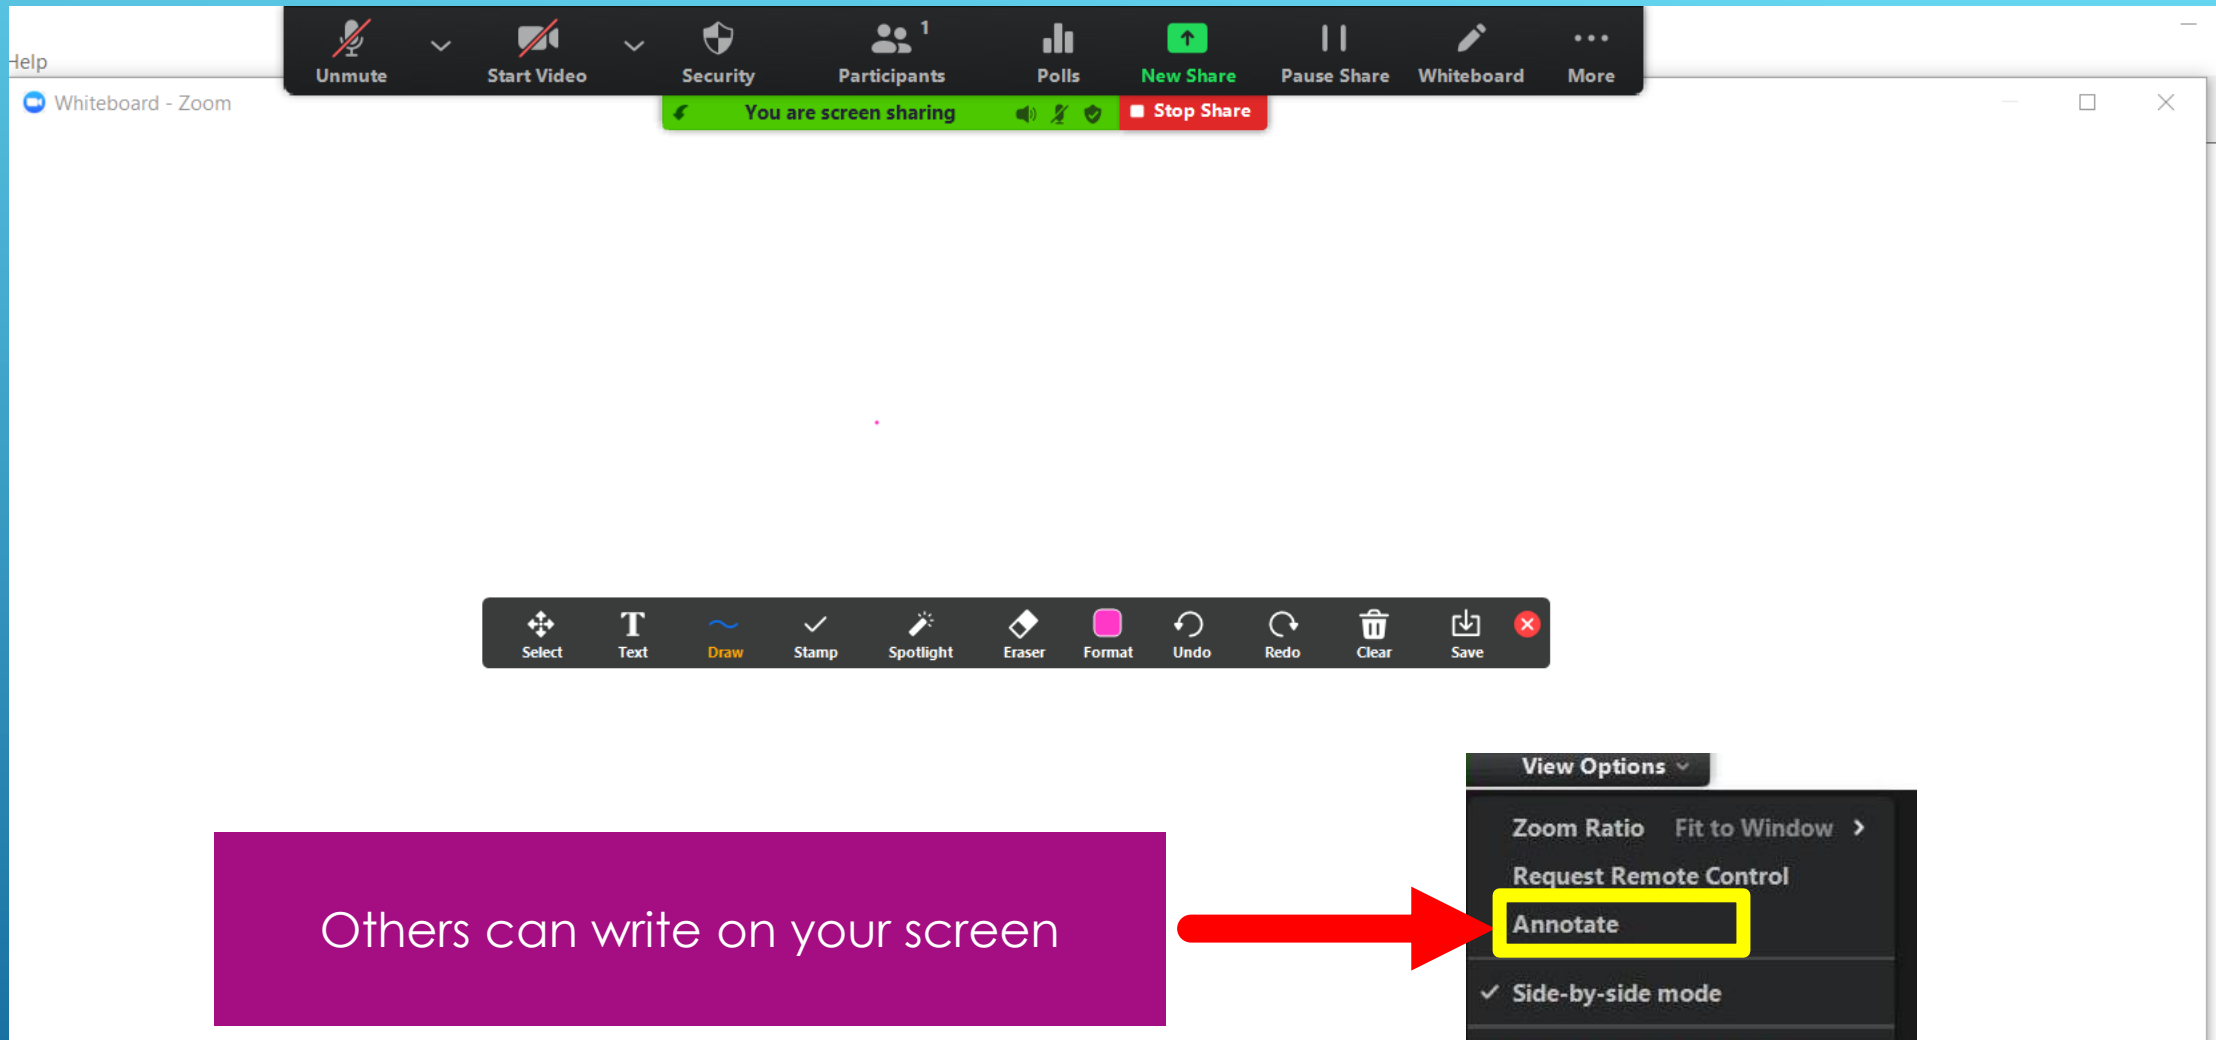 Help
Unmute Start Video Security Participants 1 Polls New Share Pause Share Whiteboard More
Whiteboard - Zoom
You are screen sharing Stop Share
Select Text Draw Stamp Spotlight Eraser Format Undo Redo Clear Save
View Options
Zoom Ratio Fit to Window
Request Remote Control
Others can write on your screen
Annotate
Side-by-side mode